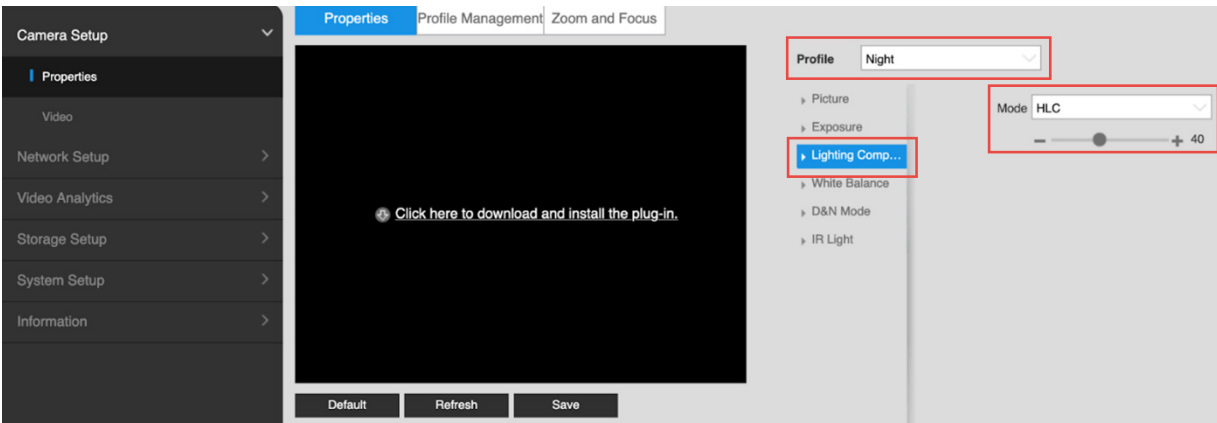 Camera Setup
Properties
Video
Network Setup
Video Analytics
Storage Setup
System Setup
Information
Properties
Profile Management
Zoom and Focus
Click here to download and install the plug-in.
Default
Refresh
Save
Profile
Night
Picture
Exposure
Lighting Comp...
White Balance
D&N Mode
IR Light
Mode
HLC
40